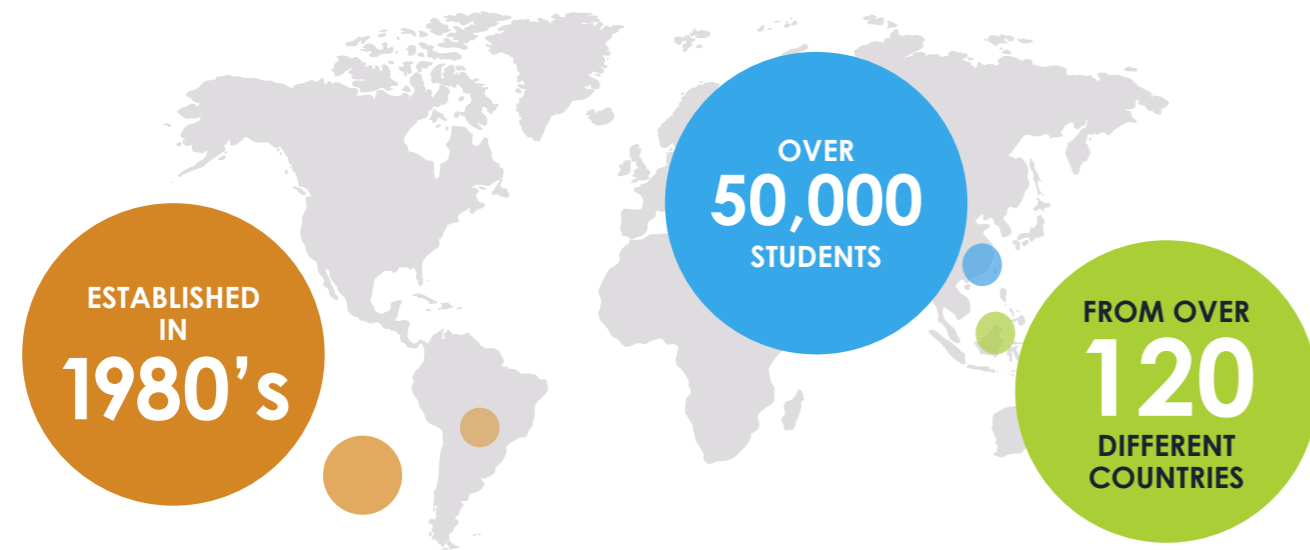 ESTABLISHED
IN
1980’s
OVER
50,000
STUDENTS
FROM OVER
120
DIFFERENT
COUNTRIES